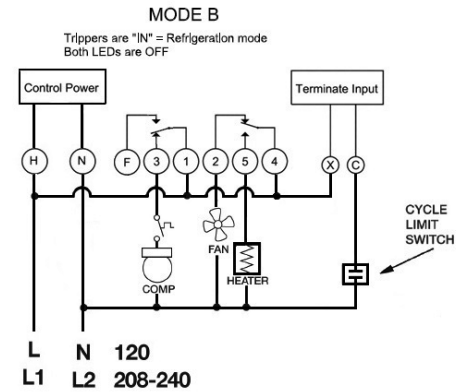 MODE B
Trippers are "IN" = Refrigeration mode
Both LEDs are OFF
Control Power
Terminate Input
H
N
F
3
1
2
5
4
X
C
FAN
COMP
HEATER
CYCLE
LIMIT
SWITCH
L N 120
L1 L2 208-240